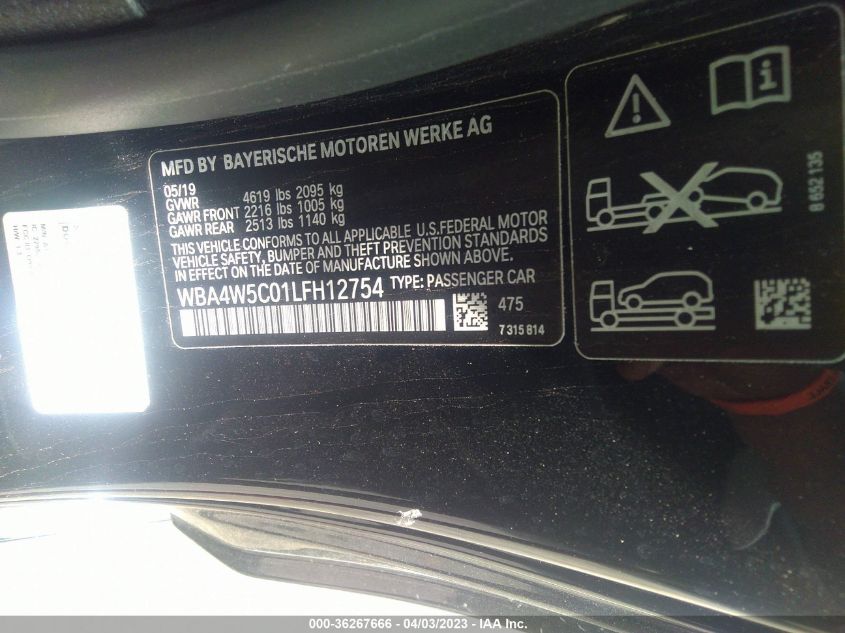 MFD BY BAYERISCHE MOTOREN WERKE AG
05/19
GVWR 4619 lbs 2095 kg
GAWR FRONT 2216 lbs 1005 kg
GAWR REAR 2513 lbs 1140 kg
THIS VEHICLE CONFORMS TO ALL APPLICABLE U.S.FEDERAL MOTOR
VEHICLE SAFETY, BUMPER AND THEFT PREVENTION STANDARDS
IN EFFECT ON THE DATE OF MANUFACTURE SHOWN ABOVE.
WBA4W5C01LFH12754 TYPE: PASSENGER CAR
475
7 315 814
8 652 135
000-36267666 - 04/03/2023 - IAA Inc.